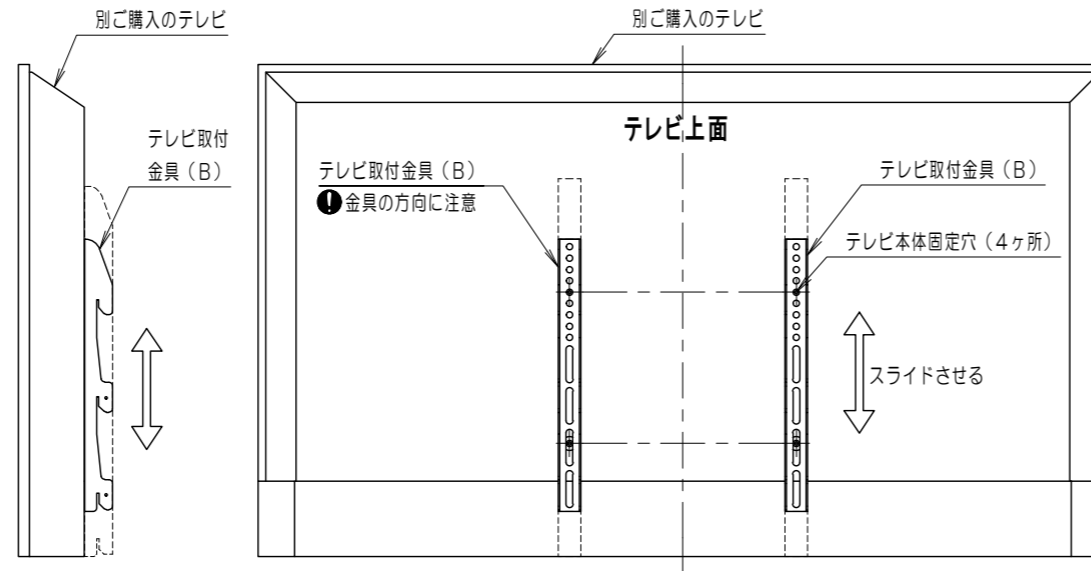 別ご購入のテレビ
テレビ取付
金具（B）
別ご購入のテレビ
テレビ上面
テレビ取付金具（B）
!金具の方向に注意
テレビ取付金具（B）
テレビ本体固定穴（4ヶ所）
スライドさせる